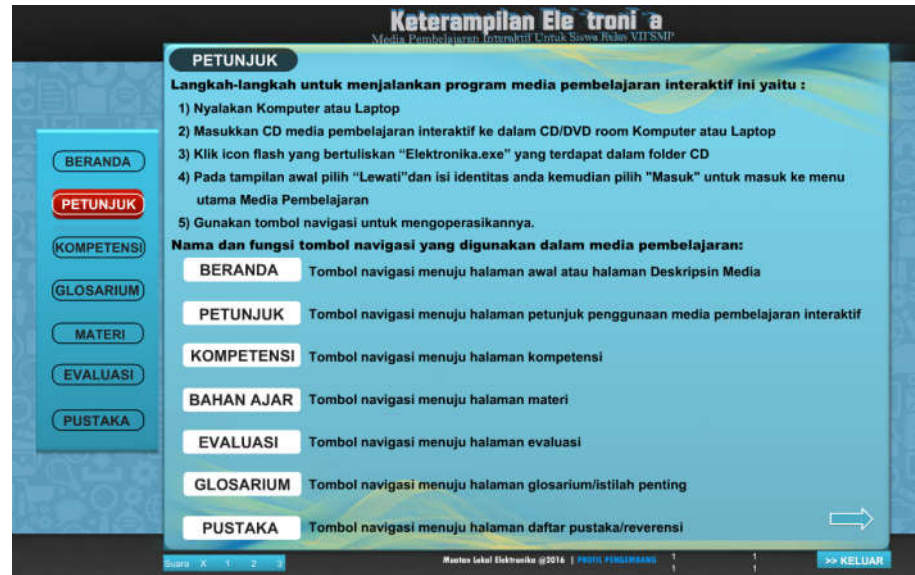 Keterampilan Ele troni a
Media Pembelajaran Interaktif Untuk Siswa Kelas VII SMP
PETUNJUK
Langkah-langkah untuk menjalankan program media pembelajaran interaktif ini yaitu :
1) Nyalakan Komputer atau Laptop
2) Masukkan CD media pembelajaran interaktif ke dalam CD/DVD room Komputer atau Laptop
3) Klik icon flash yang bertuliskan “Elektronika.exe” yang terdapat dalam folder CD
4) Pada tampilan awal pilih “Lewati”dan isi identitas anda kemudian pilih "Masuk" untuk masuk ke menu
utama Media Pembelajaran
5) Gunakan tombol navigasi untuk mengoperasikannya.
Nama dan fungsi tombol navigasi yang digunakan dalam media pembelajaran:
BERANDA Tombol navigasi menuju halaman awal atau halaman Deskripsin Media
PETUNJUK Tombol navigasi menuju halaman petunjuk penggunaan media pembelajaran interaktif
KOMPETENSI Tombol navigasi menuju halaman kompetensi
BAHAN AJAR Tombol navigasi menuju halaman materi
EVALUASI Tombol navigasi menuju halaman evaluasi
GLOSARIUM Tombol navigasi menuju halaman glosarium/istilah penting
PUSTAKA Tombol navigasi menuju halaman daftar pustaka/reverensi
BERANDA
PETUNJUK
KOMPETENSI
GLOSARIUM
MATERI
EVALUASI
PUSTAKA
Suara X 1 2 3
Muatan Lokal Elektronika @2016 | PROFIL PENGEMBANG
1 1
1 1
>> KELUAR